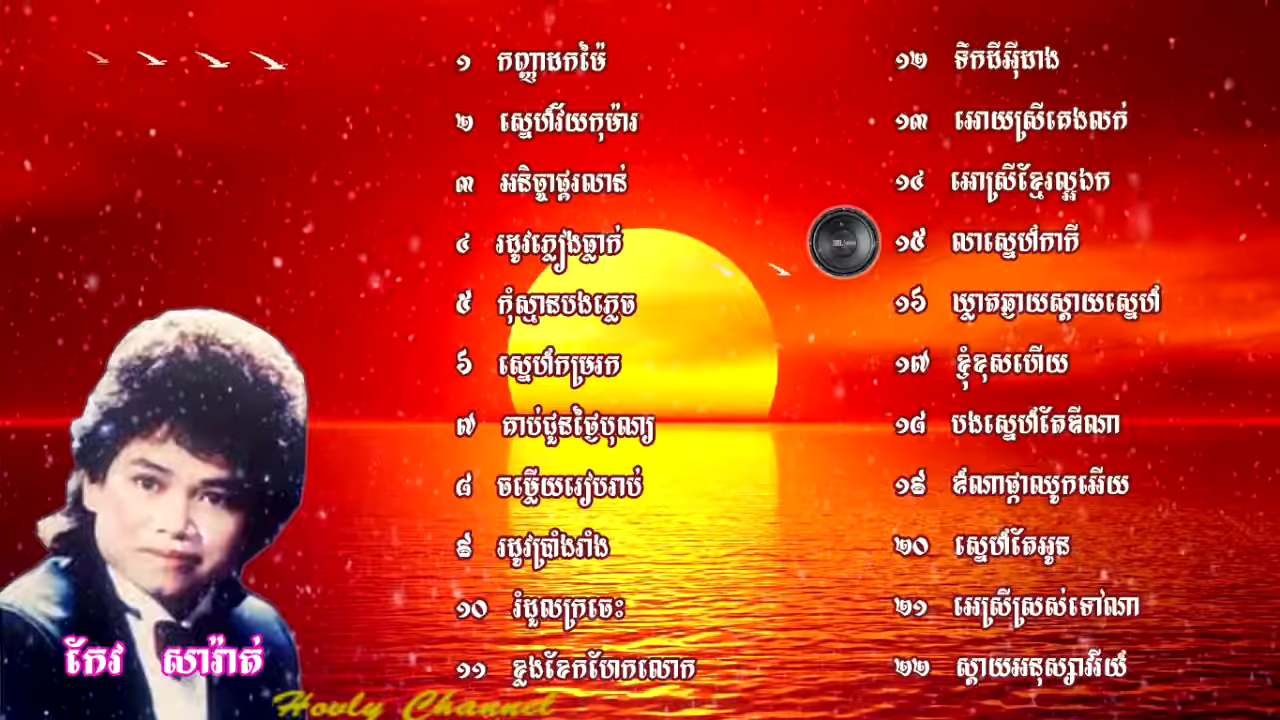 ១ កញ្ញាដកម៉ៃ
២ ស្នេហ៍វ័យកុម៉ារ
៣ អនិច្ចាផ្គរលាន់
៤ រដូវភ្លៀងធ្លាក់
៥ កុំស្មានបងភ្លេច
៦ ស្នេហ៍កម្ររក
៧ គាប់ជួនថ្ងៃបុណ្យ
៨ ចម្លើយរៀបរាប់
៩ រដូវប្រាំងរាំង
១០ រំដួលក្រចេះ
១១ ខ្លងខែកហែកលោក
១២ ទឹកដីអ៊ីដាង
១៣ អោយស្រីគេងលក់
១៤ អោស្រីខ្មែរល្អឯក
១៥ លាស្នេហ៍កាកី
១៦ ឃ្លាតឆ្ងាយស្ដាយស្នេហ៍
១៧ ខ្ញុំខុសហើយ
១៨ បងស្នេហ៍តែឌីណា
១៩ ឌីណាផ្កាឈូកអើយ
២០ ស្នេហ៍តែអូន
២១ អេស្រីស្រស់ទៅណា
២២ ស្ដាយអនុស្សាវរីយ៍
កែវ សារ៉ាត់
JBL
Hovly Channel